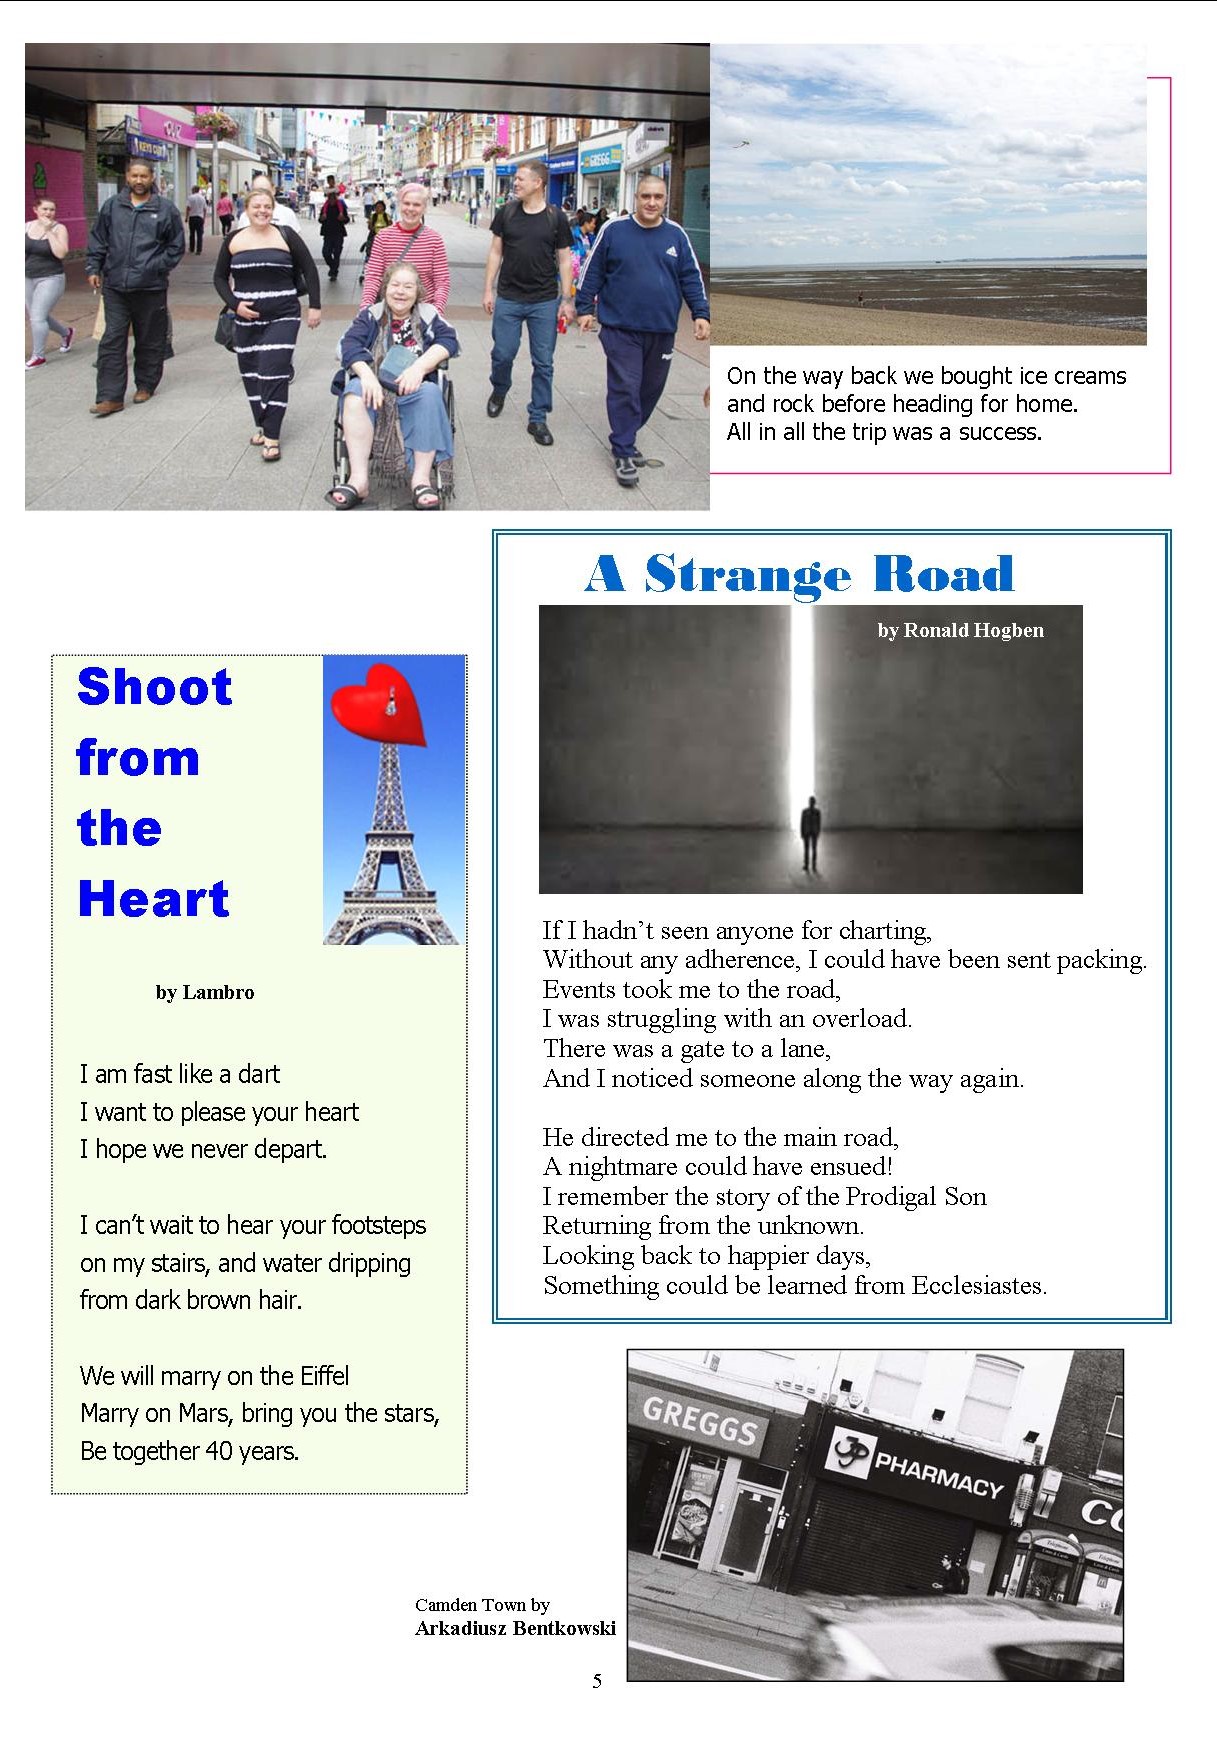 CUZ
KEYS CUT
GREGGS
On the way back we bought ice creams
and rock before heading for home.
All in all the trip was a success.
A Strange Road
by Ronald Hogben
If I hadn’t seen anyone for charting,
Without any adherence, I could have been sent packing.
Events took me to the road,
I was struggling with an overload.
There was a gate to a lane,
And I noticed someone along the way again.
He directed me to the main road,
A nightmare could have ensued!
I remember the story of the Prodigal Son
Returning from the unknown.
Looking back to happier days,
Something could be learned from Ecclesiastes.
Shoot
from
the
Heart
by Lambro
I am fast like a dart
I want to please your heart
I hope we never depart.
I can’t wait to hear your footsteps
on my stairs, and water dripping
from dark brown hair.
We will marry on the Eiffel
Marry on Mars, bring you the stars,
Be together 40 years.
GREGGS
PHARMACY
CO
Telephone
Telephone
Camden Town by
Arkadiusz Bentkowski
5